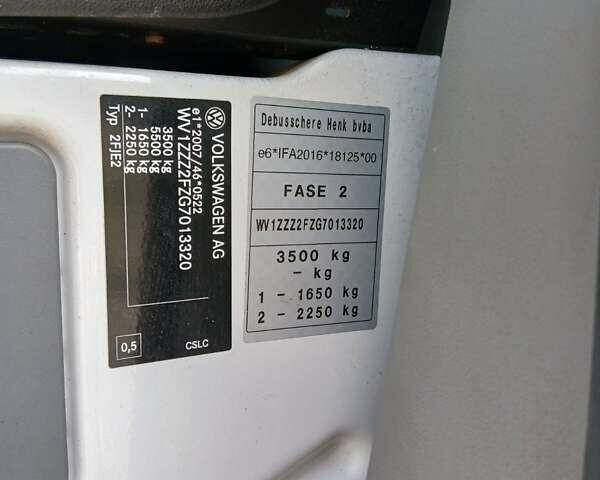 VOLKSWAGEN AG
e1*2007/46*0522
WV1ZZZ2FZG7013320
3500 kg
5500 kg
1- 1650 kg
2- 2250 kg
Typ 2FJE2
0,5
CSLC
Debusschere Henk bvba
e6*IFA2016*18125*00
FASE 2
WV1ZZZ2FZG7013320
3500 kg
- kg
1 - 1650 kg
2 - 2250 kg